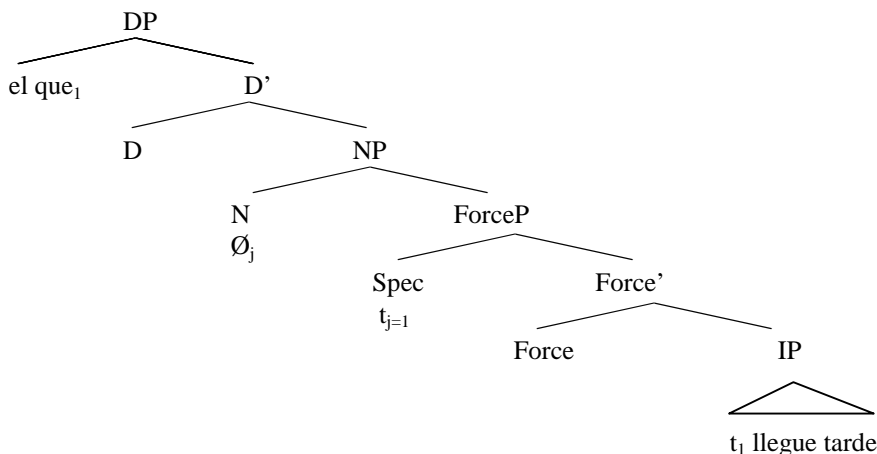 DP
el que₁ D’
D NP
N ForceP
Øⱼ
Spec Force’
tⱼ₌₁
Force IP
t₁ llegue tarde